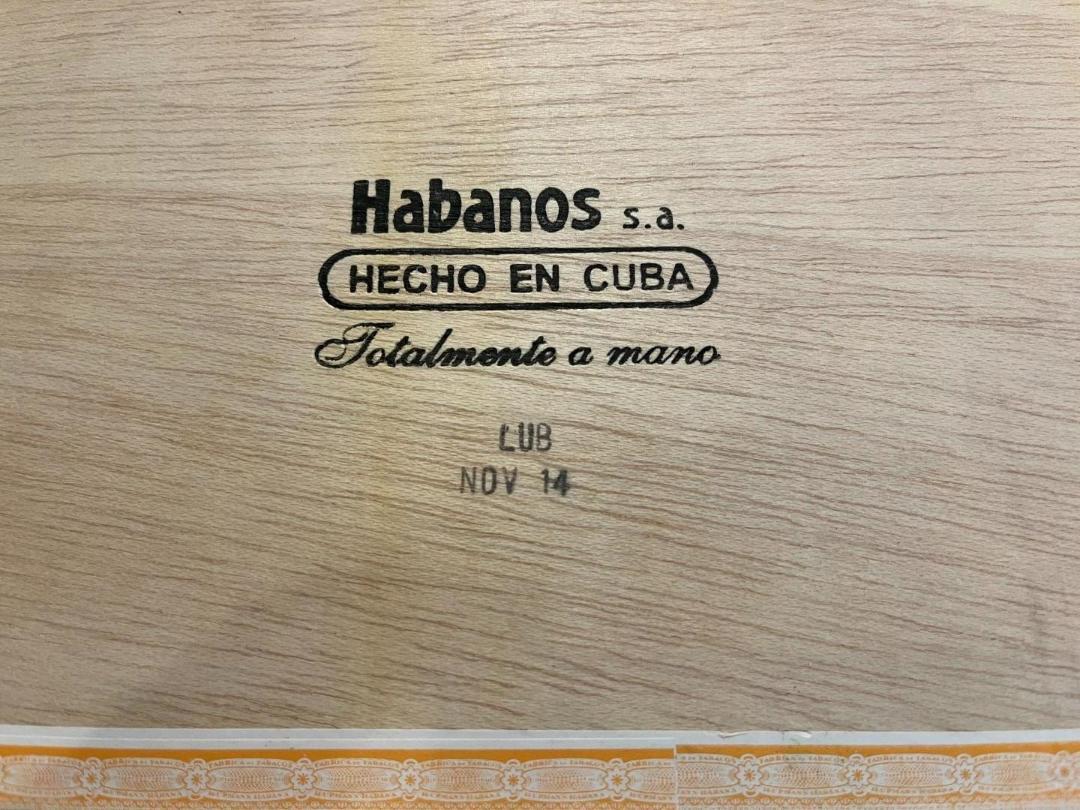 Habanos s.a.
HECHO EN CUBA
Totalmente a mano
LUB
NOV 14